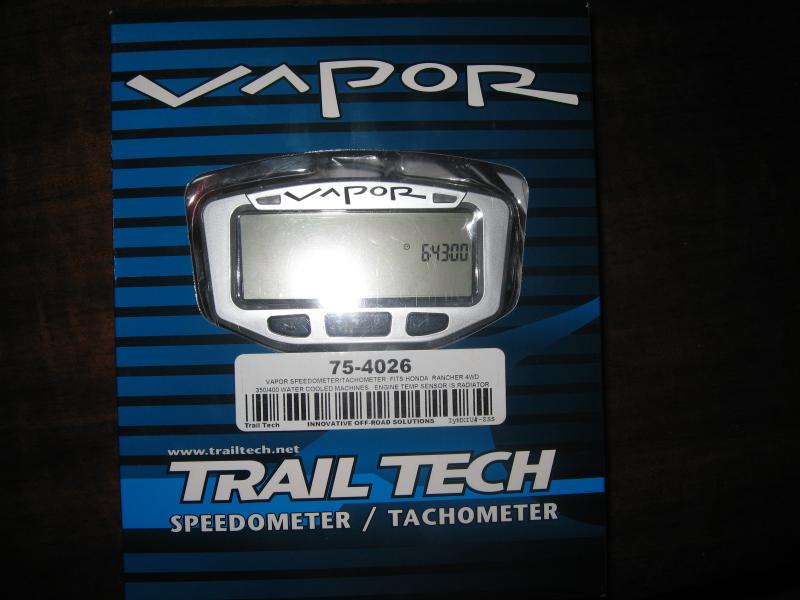 VAPOR
VAPOR
64300
75-4026
VAPOR SPEEDOMETER/TACHOMETER: FITS HONDA RANCHER 4WD
350/400 WATER COOLED MACHINES. ENGINE TEMP SENSOR IS RADIATOR
Trail Tech INNOVATIVE OFF-ROAD SOLUTIONS
www.trailtech.net
TRAIL TECH
SPEEDOMETER / TACHOMETER